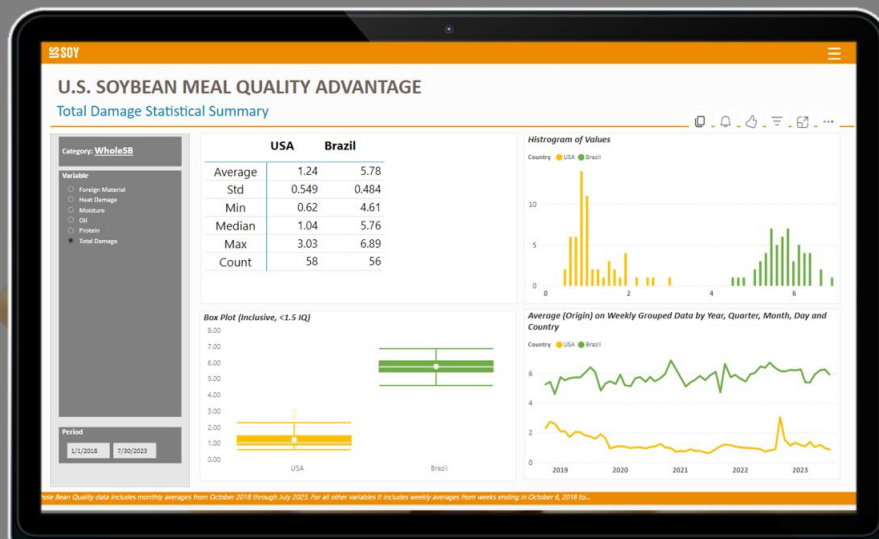 US SOY
U.S. SOYBEAN MEAL QUALITY ADVANTAGE
Total Damage Statistical Summary
Category: WholeSB
Variable
Foreign Material
Heat Damage
Moisture
Oil
Protein
Total Damage
Period
1/1/2018 7/30/2023
USA Brazil
Average 1.24 5.78
Std 0.549 0.484
Min 0.62 4.61
Median 1.04 5.76
Max 3.03 6.89
Count 58 56
Histrogram of Values
Country USA Brazil
10
5
0
0 2 4 6
Box Plot (Inclusive, <1.5 IQ)
8.00
7.00
6.00
5.00
4.00
3.00
2.00
1.00
0.00
USA Brazil
Average (Origin) on Weekly Grouped Data by Year, Quarter, Month, Day and
Country
Country USA Brazil
6
4
2
0
2019 2020 2021 2022 2023
ole Bean Quality data includes monthly averages from October 2018 through July 2023. For all other variables it includes weekly averages from weeks ending in October 6, 2018 to...